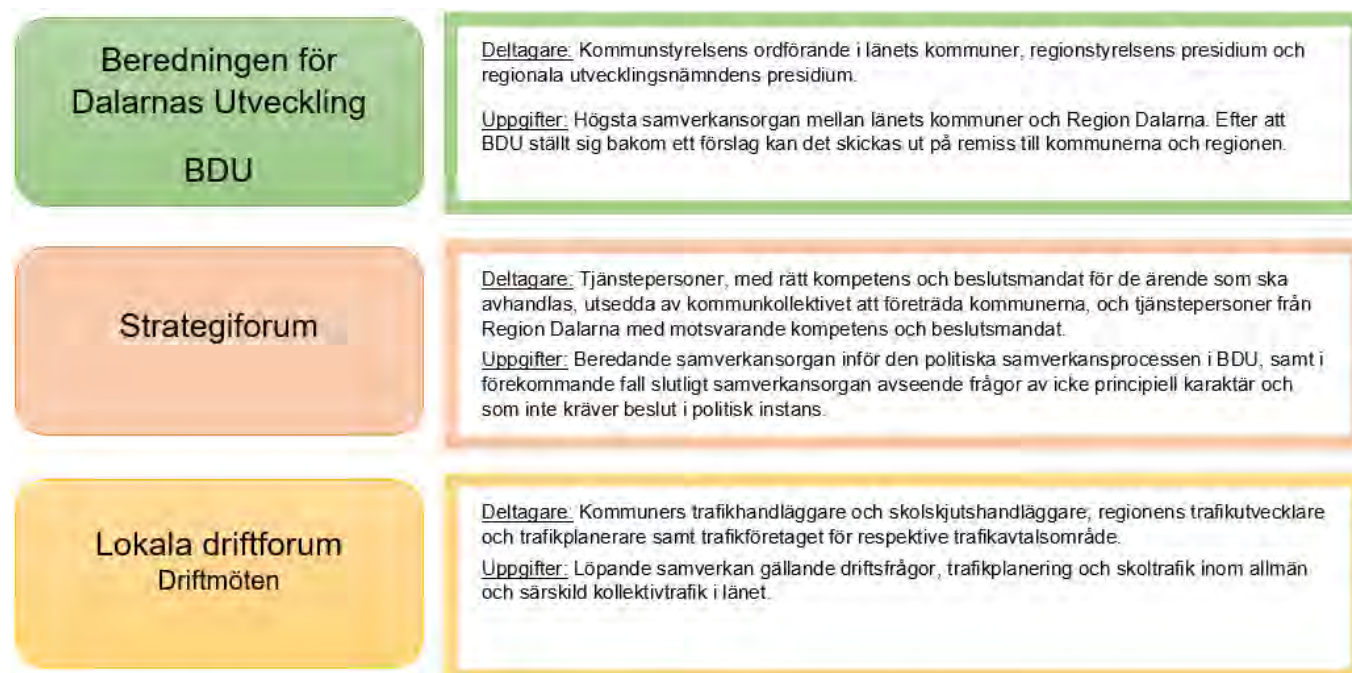 Beredningen för
Dalarnas Utveckling
BDU
Deltagare: Kommunstyrelsens ordförande i länets kommuner, regionstyrelsens presidium och
regionala utvecklingsnämndens presidium.
Uppgifter: Högsta samverkansorgan mellan länets kommuner och Region Dalarna. Efter att
BDU ställt sig bakom ett förslag kan det skickas ut på remiss till kommunerna och regionen.
Strategiforum
Deltagare: Tjänstepersoner, med rätt kompetens och beslutsmandat för de ärende som ska
avhandlas, utsedda av kommunkollektivet att företräda kommunerna, och tjänstepersoner från
Region Dalarna med motsvarande kompetens och beslutsmandat.
Uppgifter: Beredande samverkansorgan inför den politiska samverkansprocessen i BDU, samt i
förekommande fall slutligt samverkansorgan avseende frågor av icke principiell karaktär och
som inte kräver beslut i politisk instans.
Lokala driftforum
Driftmöten
Deltagare: Kommuners trafikhandläggare och skolskjutshandläggare, regionens trafikutvecklare
och trafikplanerare samt trafikföretaget för respektive trafikavtalsområde.
Uppgifter: Löpande samverkan gällande driftsfrågor, trafikplanering och skoltrafik inom allmän
och särskild kollektivtrafik i länet.